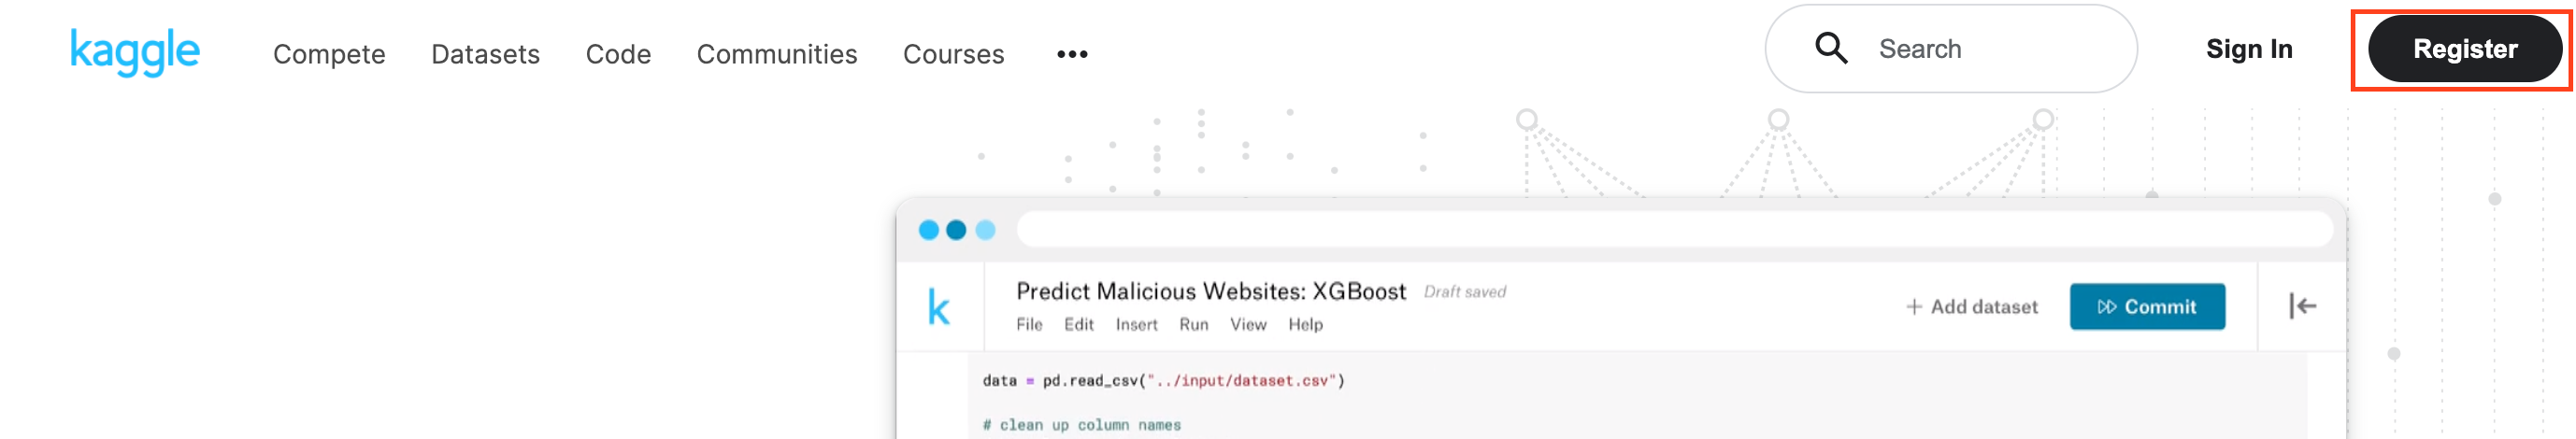 kaggle Compete Datasets Code Communities Courses ••• Search Sign In Register
k Predict Malicious Websites: XGBoost Draft saved + Add dataset Commit
File Edit Insert Run View Help
data = pd.read_csv("../input/dataset.csv")
# clean up column names